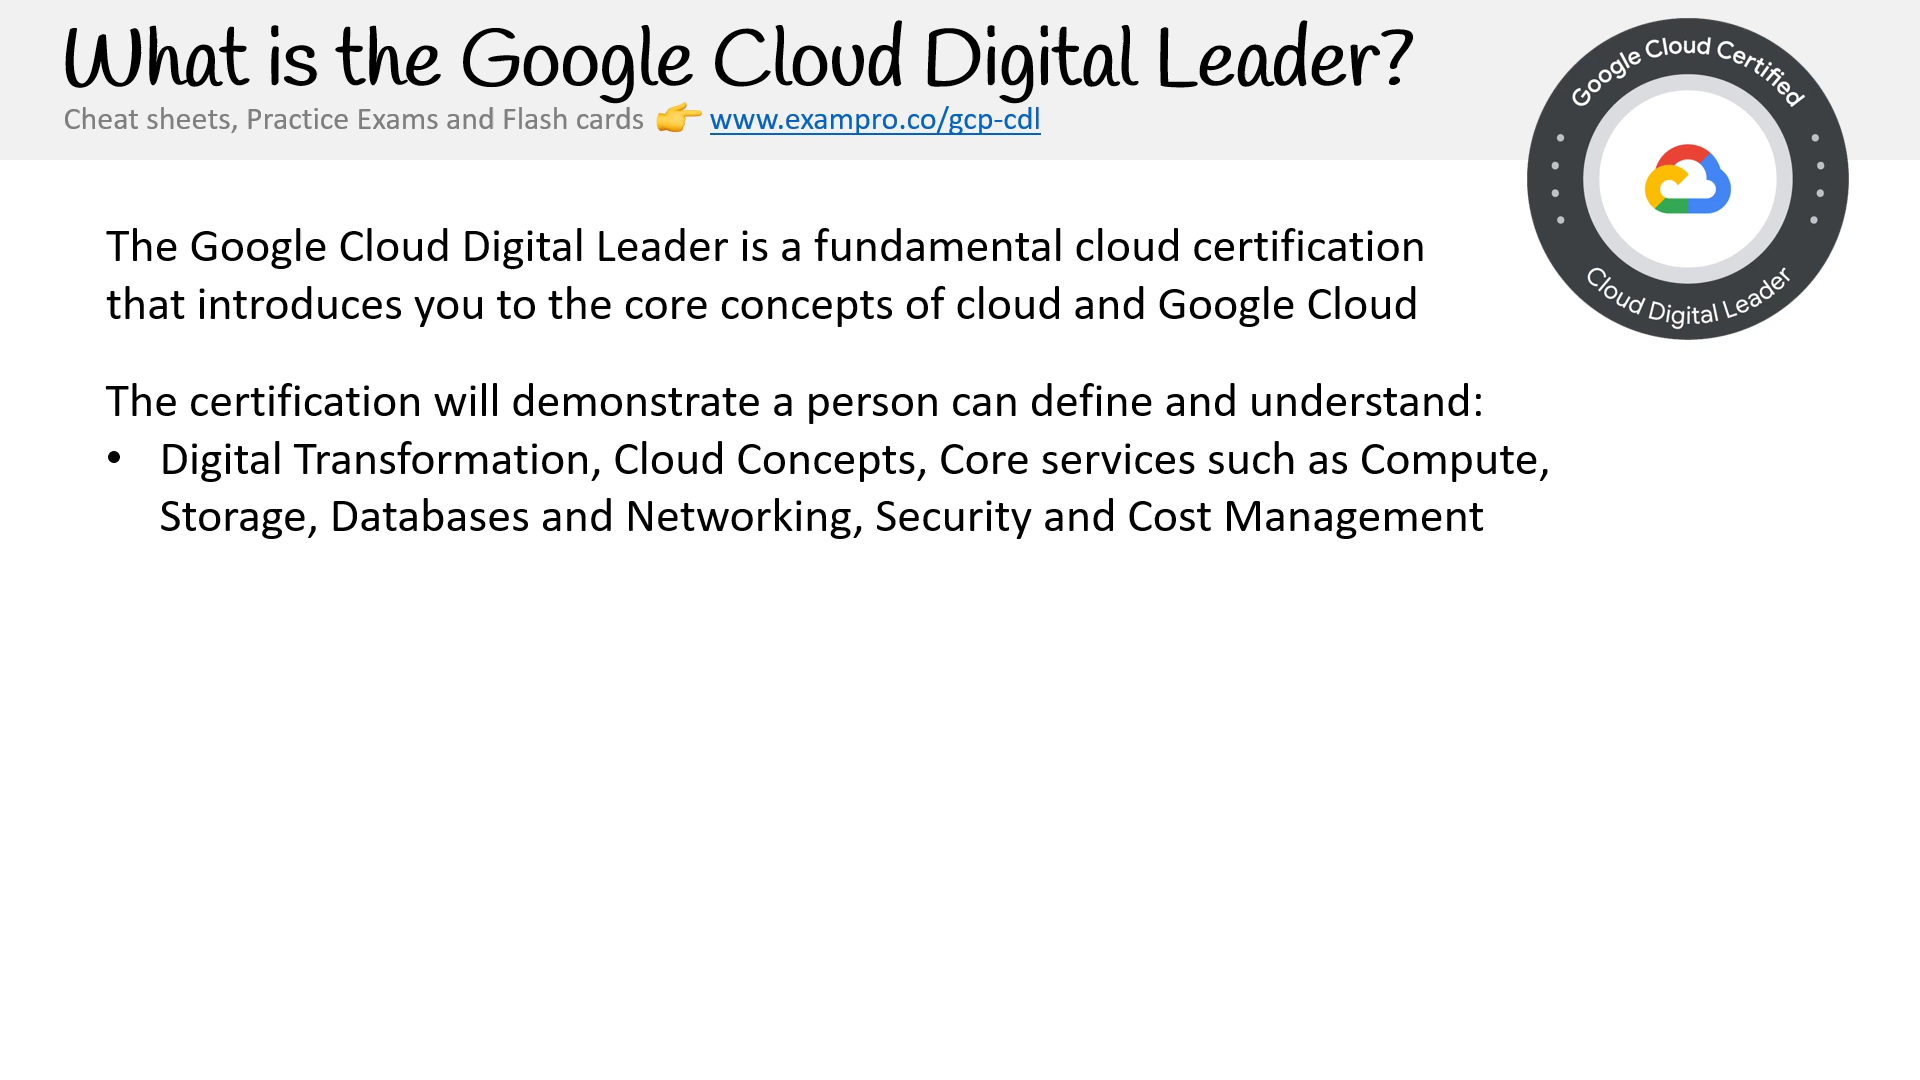 What is the Google Cloud Digital Leader?
Cheat sheets, Practice Exams and Flash cards 👉 www.exampro.co/gcp-cdl
Google Cloud Certified
Cloud Digital Leader
The Google Cloud Digital Leader is a fundamental cloud certification
that introduces you to the core concepts of cloud and Google Cloud
The certification will demonstrate a person can define and understand:
• Digital Transformation, Cloud Concepts, Core services such as Compute,
Storage, Databases and Networking, Security and Cost Management